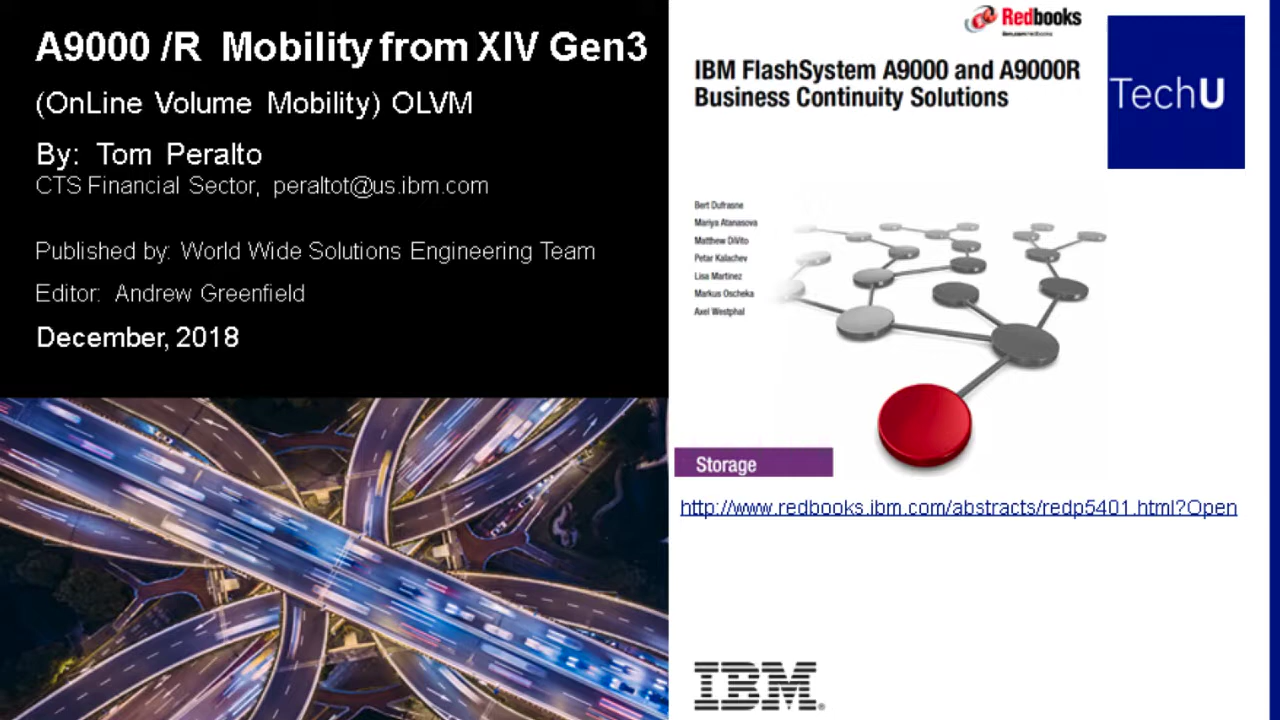 A9000 /R Mobility from XIV Gen3
(OnLine Volume Mobility) OLVM
By: Tom Peralto
CTS Financial Sector, peraltot@us.ibm.com
Published by: World Wide Solutions Engineering Team
Editor: Andrew Greenfield
December, 2018
Redbooks
ibm.com/redbooks
IBM FlashSystem A9000 and A9000R
Business Continuity Solutions
TechU
Bert Dufrasne
Mariya Atanasova
Matthew DiVito
Petar Kalachev
Lisa Martinez
Markus Oscheka
Axel Westphal
Storage
http://www.redbooks.ibm.com/abstracts/redp5401.html?Open
IBM®